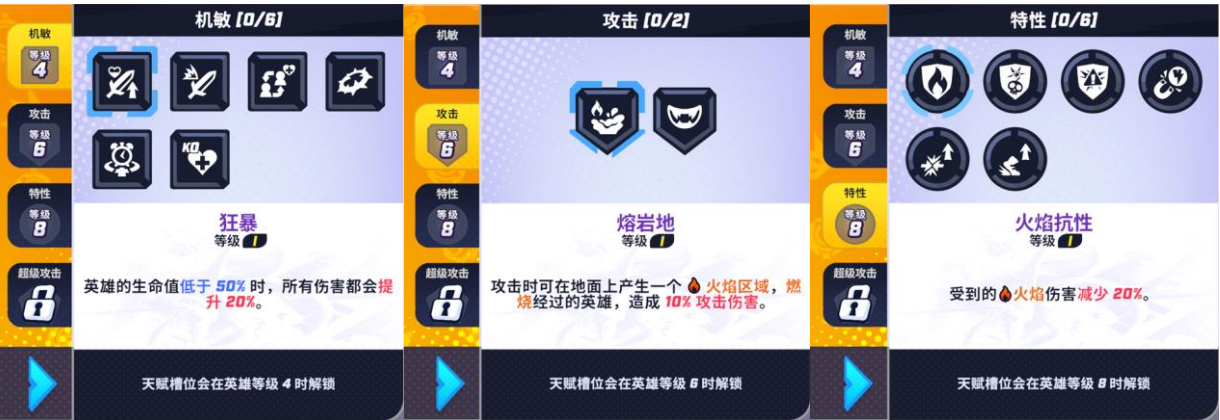 机敏 [0/6]
机敏
等级
4
攻击
等级
6
特性
等级
8
超级攻击
KO
狂暴
等级 I
英雄的生命值低于 50% 时，所有伤害都会提
升 20%。
天赋槽位会在英雄等级 4 时解锁
攻击 [0/2]
机敏
等级
4
攻击
等级
6
特性
等级
8
超级攻击
熔岩地
等级 I
攻击时可在地面上产生一个 火焰区域，燃
烧经过的英雄，造成 10% 攻击伤害。
天赋槽位会在英雄等级 6 时解锁
特性 [0/6]
机敏
等级
4
攻击
等级
6
特性
等级
8
超级攻击
火焰抗性
等级 I
受到的火焰伤害减少 20%。
天赋槽位会在英雄等级 8 时解锁